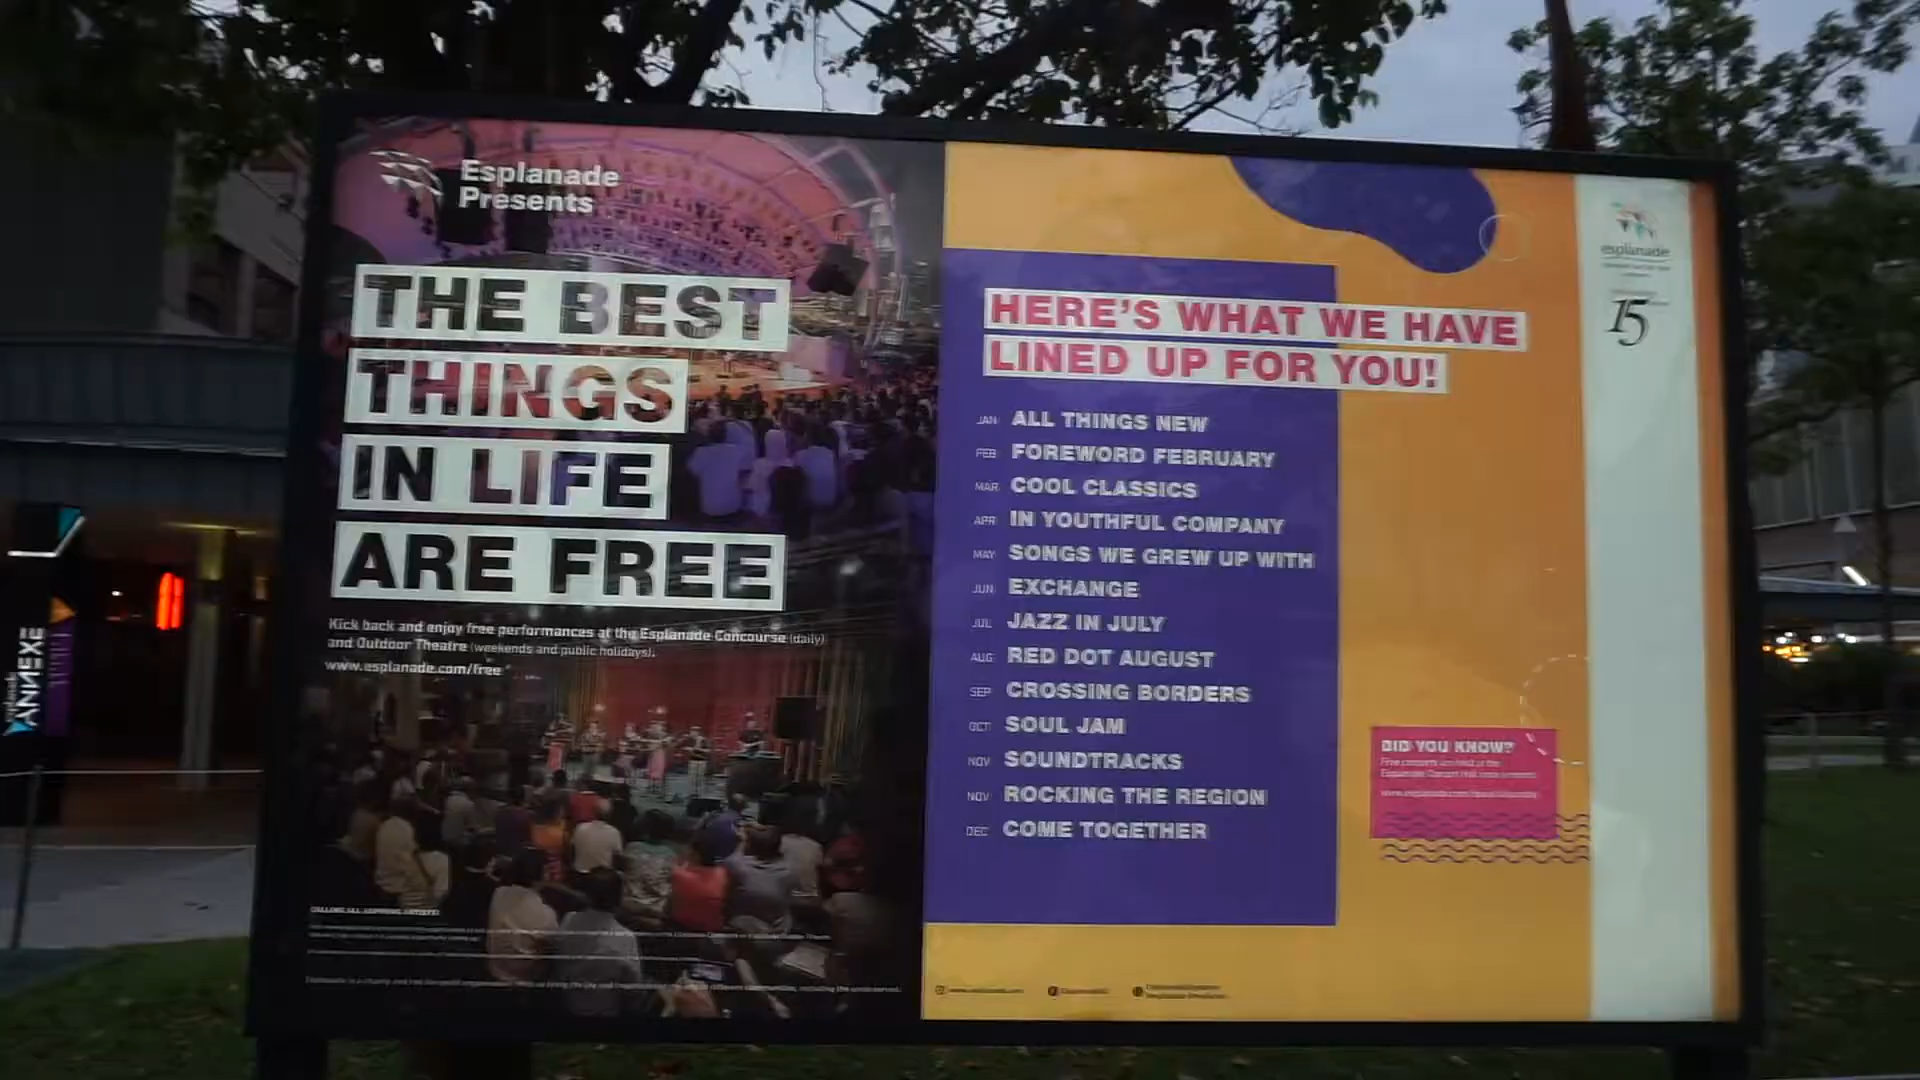 Esplanade
Presents
THE BEST
THINGS
IN LIFE
ARE FREE
Kick back and enjoy free performances at the Esplanade Concourse (daily)
and Outdoor Theatre (weekends and public holidays).
www.esplanade.com/free
CALLING ALL ASPIRING ARTISTS!
HERE'S WHAT WE HAVE
LINED UP FOR YOU!
JAN ALL THINGS NEW
FEB FOREWORD FEBRUARY
MAR COOL CLASSICS
APR IN YOUTHFUL COMPANY
MAY SONGS WE GREW UP WITH
JUN EXCHANGE
JUL JAZZ IN JULY
AUG RED DOT AUGUST
SEP CROSSING BORDERS
OCT SOUL JAM
NOV SOUNDTRACKS
NOV ROCKING THE REGION
DEC COME TOGETHER
DID YOU KNOW?
esplanade
15
ANNEXE